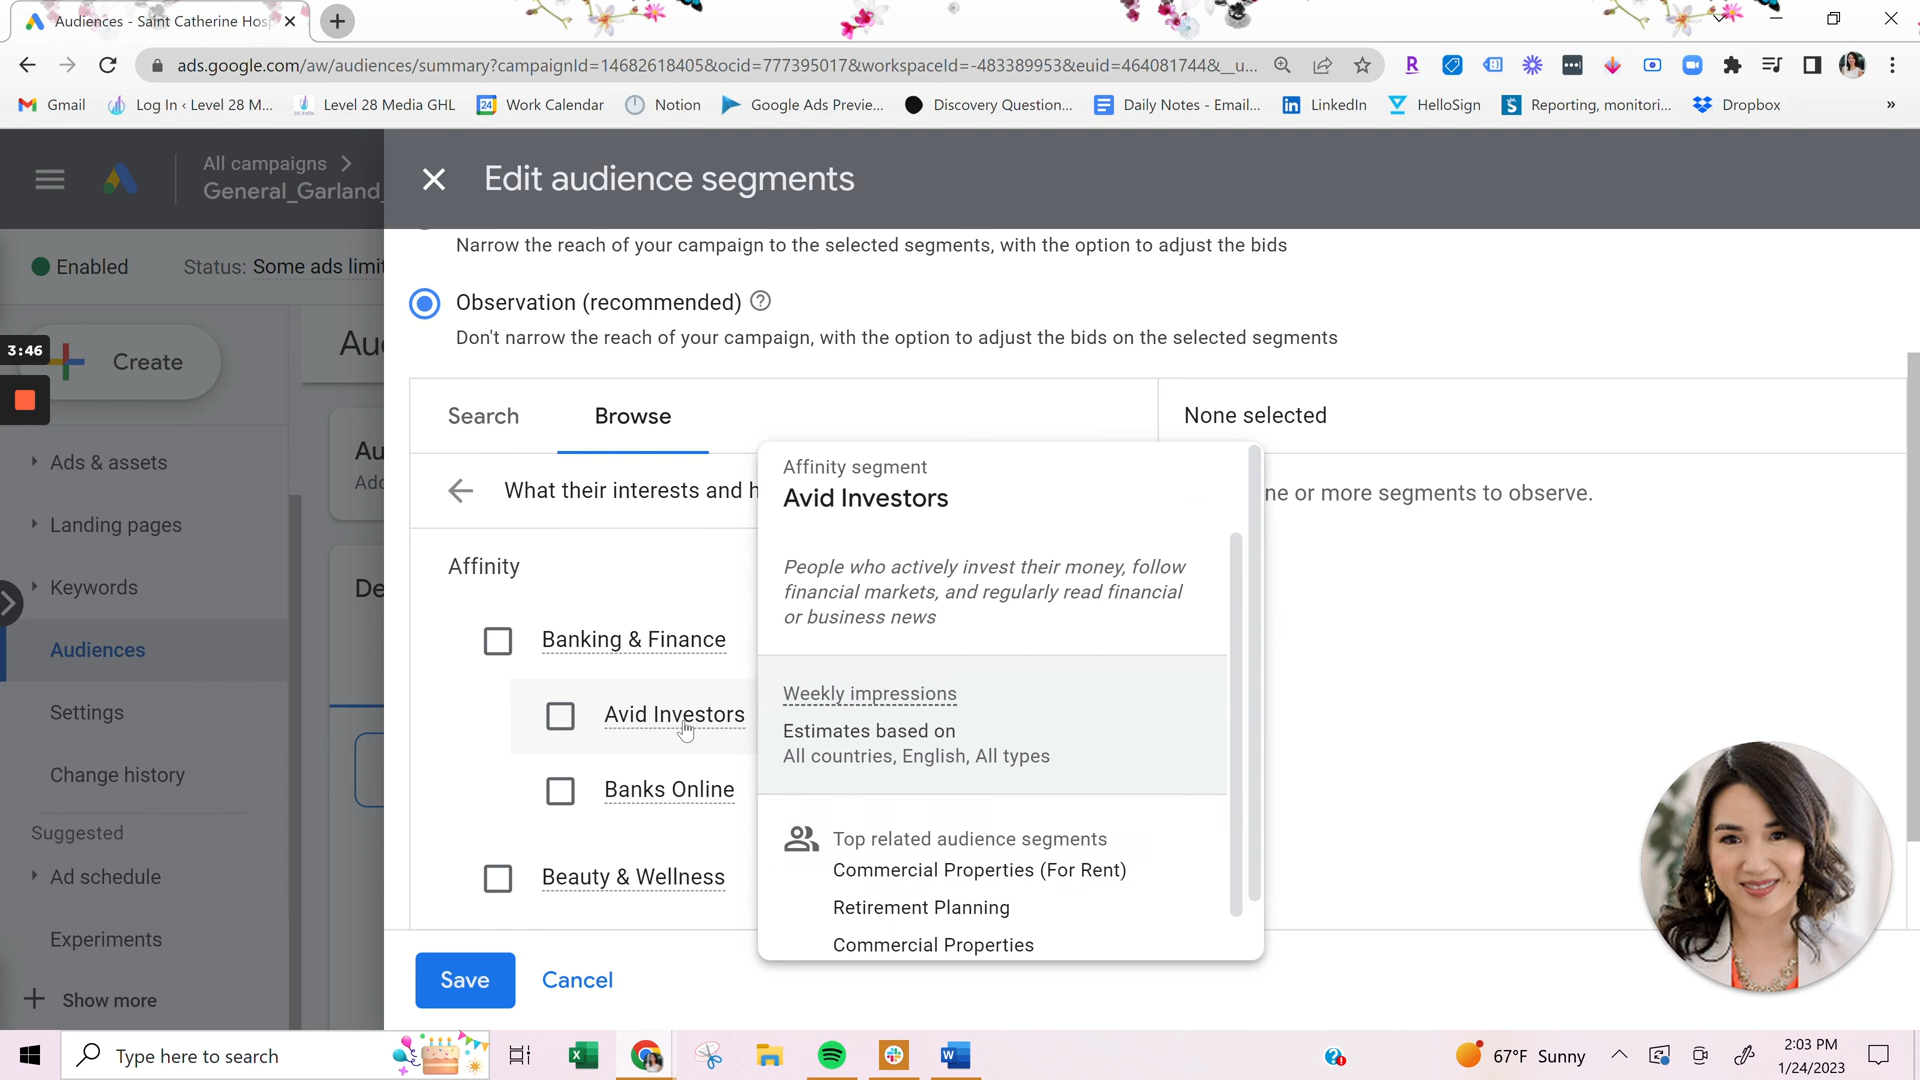 Audiences - Saint Catherine Hosp
ads.google.com/aw/audiences/summary?campaignId=14682618405&ocid=777395017&workspaceId=-483389953&euid=464081744&__u...
Gmail
Log In ‹ Level 28 M...
Level 28 Media GHL
Work Calendar
Notion
Google Ads Previe...
Discovery Question...
Daily Notes - Email...
LinkedIn
HelloSign
Reporting, monitori...
Dropbox
»
All campaigns
General_Garland_
Edit audience segments
Enabled
Status: Some ads limit
Narrow the reach of your campaign to the selected segments, with the option to adjust the bids
Observation (recommended)
Don't narrow the reach of your campaign, with the option to adjust the bids on the selected segments
3:46
Create
Au
Search
Browse
None selected
Au
Add
What their interests and h
ne or more segments to observe.
De
Ads & assets
Landing pages
Keywords
Audiences
Settings
Change history
Suggested
Ad schedule
Experiments
Show more
Affinity
Banking & Finance
Avid Investors
Banks Online
Beauty & Wellness
Affinity segment
Avid Investors
People who actively invest their money, follow
financial markets, and regularly read financial
or business news
Weekly impressions
Estimates based on
All countries, English, All types
Top related audience segments
Commercial Properties (For Rent)
Retirement Planning
Commercial Properties
Save
Cancel
Type here to search
67°F Sunny
2:03 PM
1/24/2023